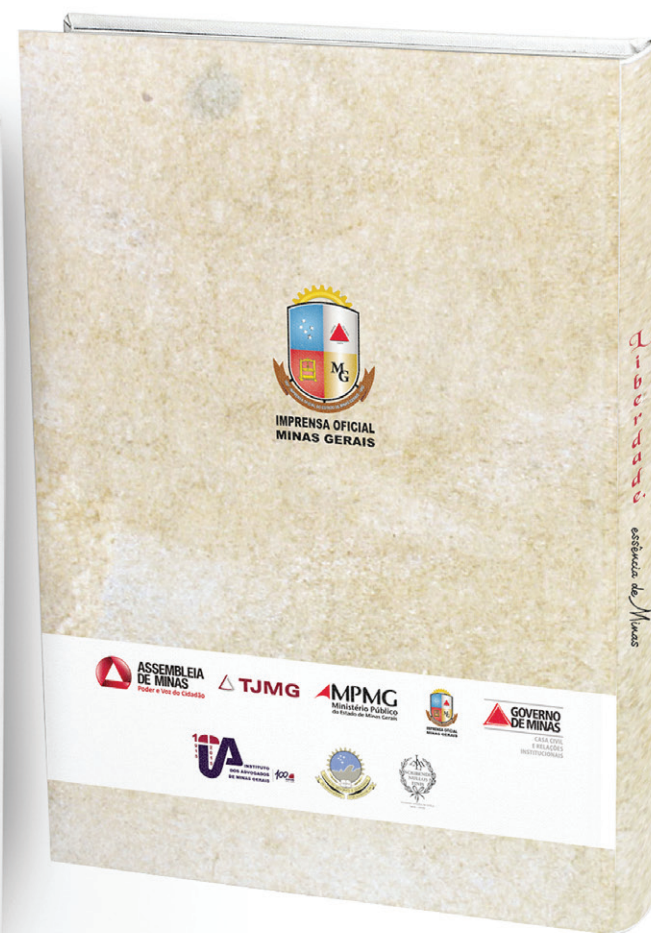 MG
IMPRENSA OFICIAL
MINAS GERAIS
Liberdade essência de Minas
ASSEMBLEIA
DE MINAS
Poder e Voz do Cidadão
TJMG
MPMG
Ministério Público
do Estado de Minas Gerais
IMPRENSA OFICIAL
MINAS GERAIS
GOVERNO
DE MINAS
CASA CIVIL
E RELAÇÕES
INSTITUCIONAIS
INSTITUTO
DOS ADVOGADOS
DE MINAS GERAIS
100